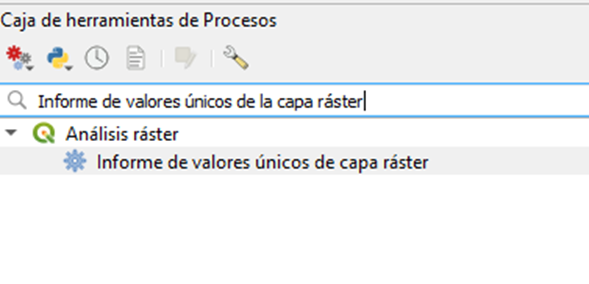 Caja de herramientas de Procesos
Informe de valores únicos de la capa ráster
Análisis ráster
Informe de valores únicos de capa ráster